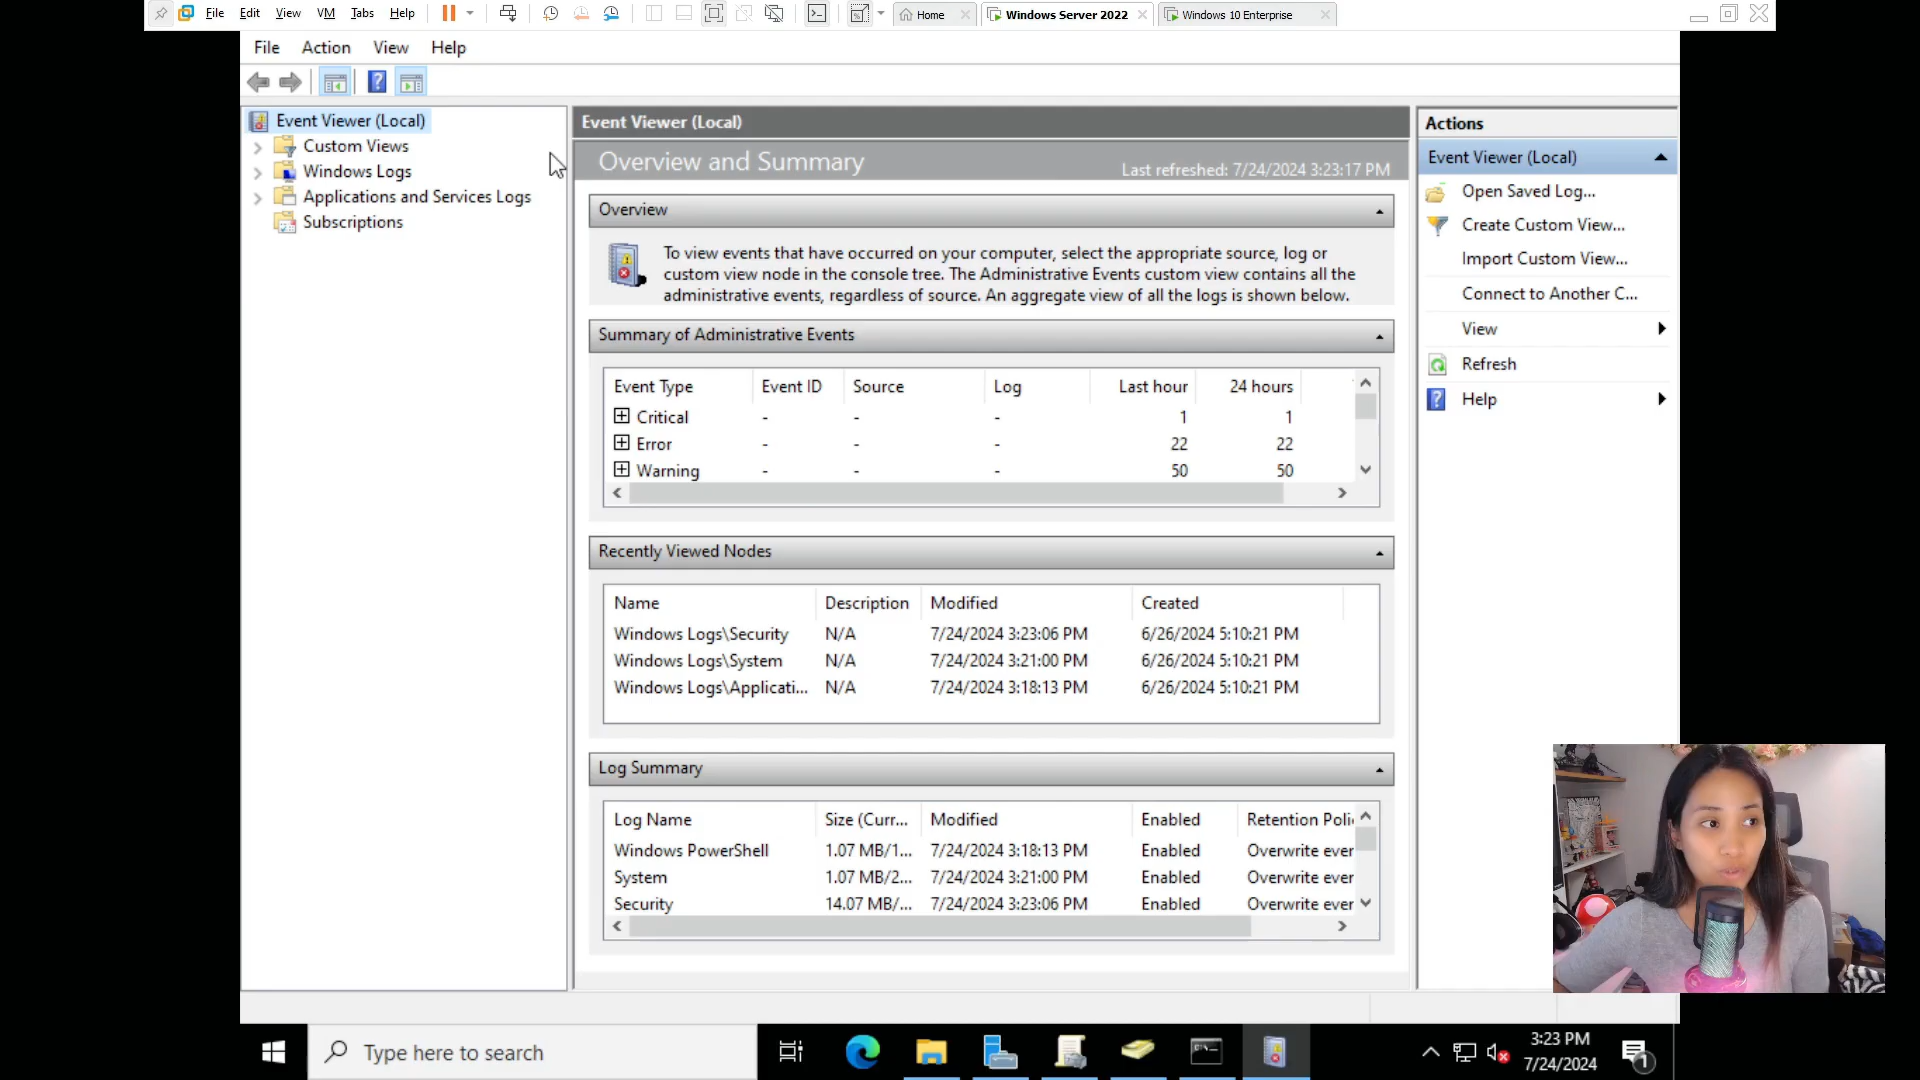 File Edit View VM Tabs Help
Home
Windows Server 2022
Windows 10 Enterprise
File Action View Help
Event Viewer (Local)
Custom Views
Windows Logs
Applications and Services Logs
Subscriptions
Event Viewer (Local)
Overview and Summary
Last refreshed: 7/24/2024 3:23:17 PM
Overview
To view events that have occurred on your computer, select the appropriate source, log or
custom view node in the console tree. The Administrative Events custom view contains all the
administrative events, regardless of source. An aggregate view of all the logs is shown below.
Summary of Administrative Events
Event Type Event ID Source Log Last hour 24 hours
Critical - - - 1 1
Error - - - 22 22
Warning - - - 50 50
Recently Viewed Nodes
Name Description Modified Created
Windows Logs\Security N/A 7/24/2024 3:23:06 PM 6/26/2024 5:10:21 PM
Windows Logs\System N/A 7/24/2024 3:21:00 PM 6/26/2024 5:10:21 PM
Windows Logs\Applicati... N/A 7/24/2024 3:18:13 PM 6/26/2024 5:10:21 PM
Log Summary
Log Name Size (Curr... Modified Enabled Retention Poli
Windows PowerShell 1.07 MB/1... 7/24/2024 3:18:13 PM Enabled Overwrite ever
System 1.07 MB/2... 7/24/2024 3:21:00 PM Enabled Overwrite ever
Security 14.07 MB/... 7/24/2024 3:23:06 PM Enabled Overwrite ever
Actions
Event Viewer (Local)
Open Saved Log...
Create Custom View...
Import Custom View...
Connect to Another C...
View
Refresh
Help
Type here to search
3:23 PM
7/24/2024
1